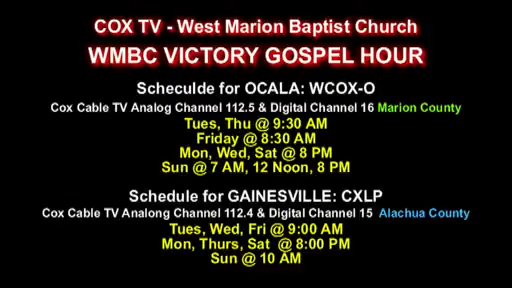 COX TV - West Marion Baptist Church
WMBC VICTORY GOSPEL HOUR
Scheculde for OCALA: WCOX-O
Cox Cable TV Analog Channel 112.5 & Digital Channel 16 Marion County
Tues, Thu @ 9:30 AM
Friday @ 8:30 AM
Mon, Wed, Sat @ 8 PM
Sun @ 7 AM, 12 Noon, 8 PM
Schedule for GAINESVILLE: CXLP
Cox Cable TV Analong Channel 112.4 & Digital Channel 15 Alachua County
Tues, Wed, Fri @ 9:00 AM
Mon, Thurs, Sat @ 8:00 PM
Sun @ 10 AM